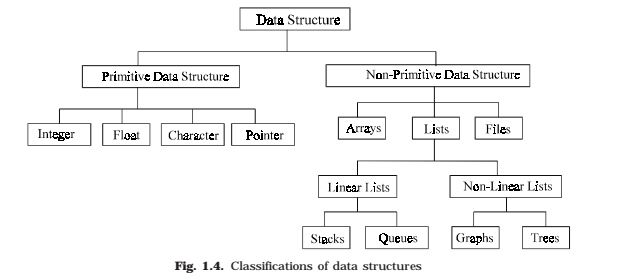 Data Structure
Primitive Data Structure
Non-Primitive Data Structure
Integer
Float
Character
Pointer
Arrays
Lists
Files
Linear Lists
Non-Linear Lists
Stacks
Queues
Graphs
Trees
Fig. 1.4. Classifications of data structures